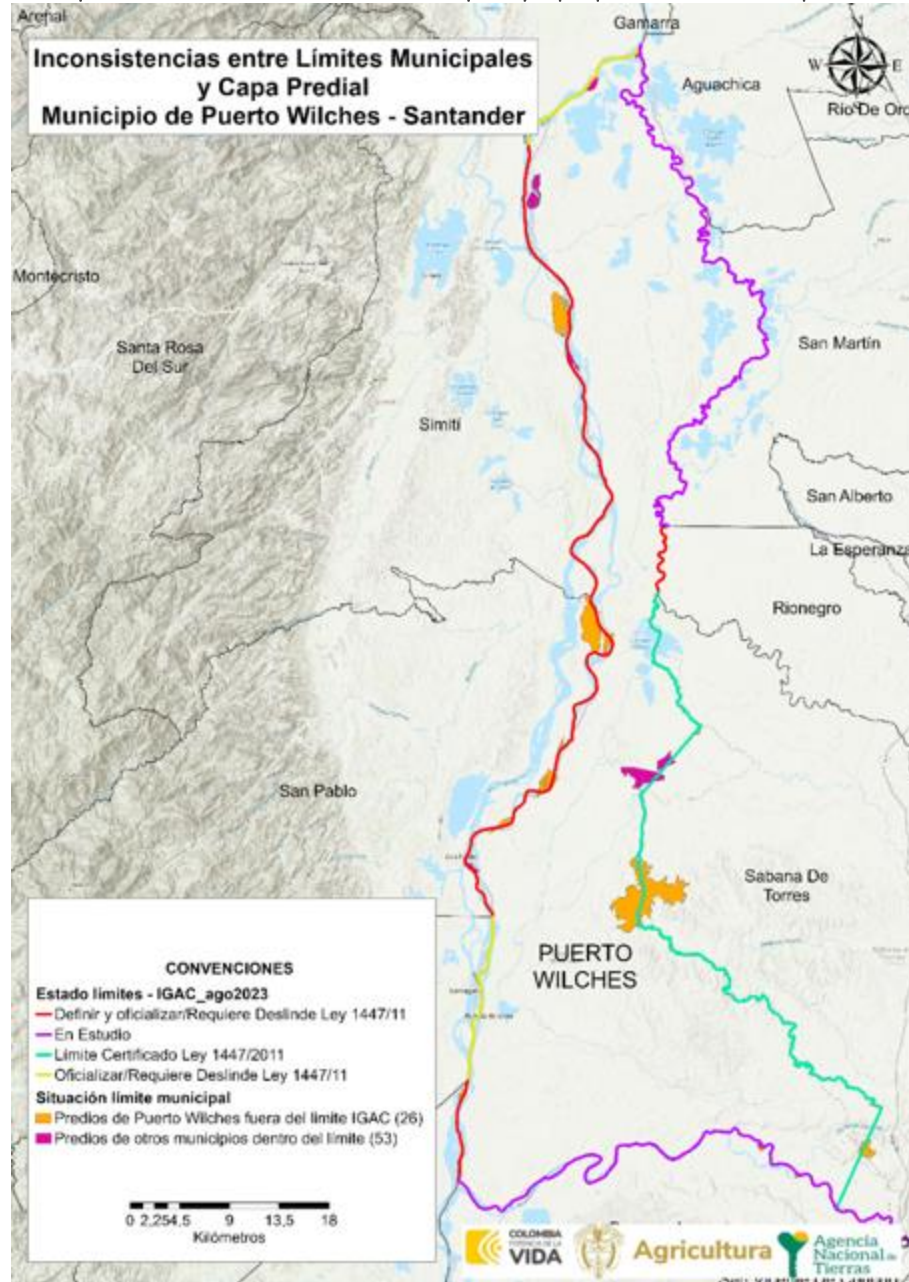 Arenal
Gamarra
Inconsistencias entre Límites Municipales
y Capa Predial
Municipio de Puerto Wilches - Santander
N
W
E
Aguachica
Río De Oro
Montecristo
Santa Rosa
Del Sur
San Martín
Simití
San Alberto
La Esperanza
Rionegro
San Pablo
Sabana De
Torres
PUERTO
WILCHES
CONVENCIONES
Estado límites - IGAC_ago2023
Definir y oficializar/Requiere Deslinde Ley 1447/11
En Estudio
Límite Certificado Ley 1447/2011
Oficializar/Requiere Deslinde Ley 1447/11
Situación límite municipal
Predios de Puerto Wilches fuera del límite IGAC (26)
Predios de otros municipios dentro del límite (53)
0 2,254,5 9 13,5 18
Kilómetros
COLOMBIA
POTENCIA DE LA
VIDA
Agricultura
Agencia
Nacional de
Tierras